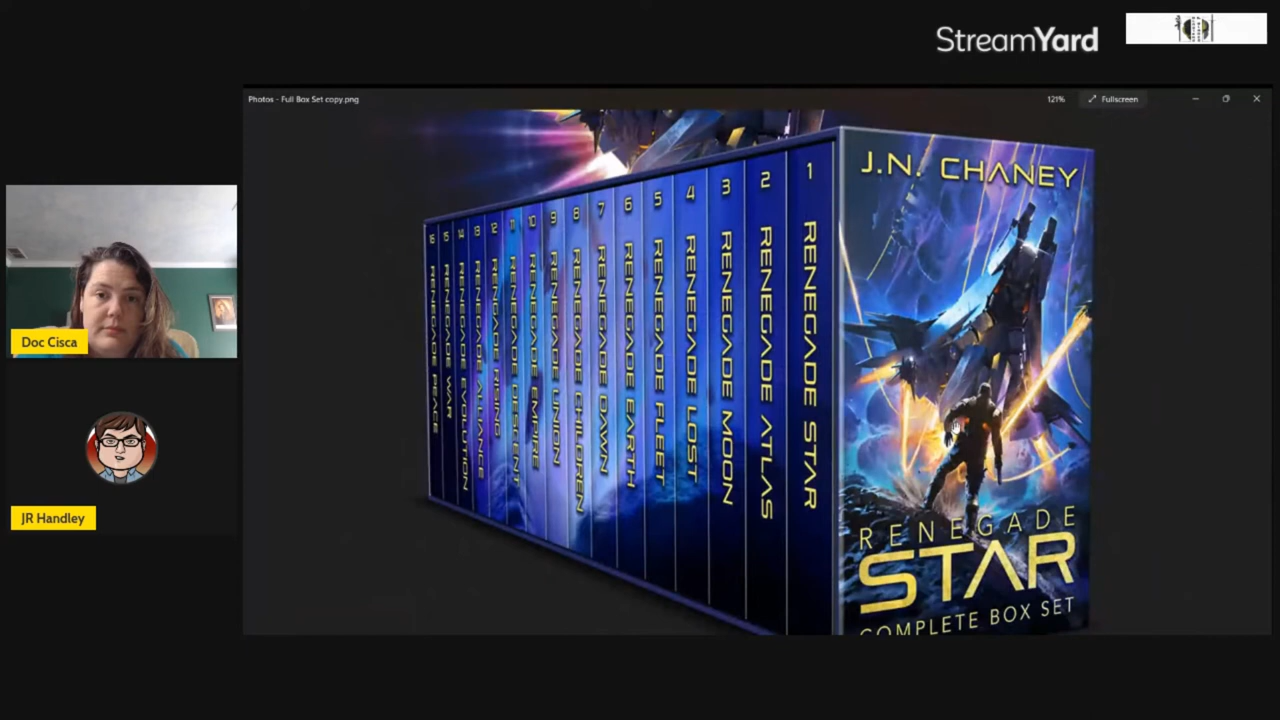 StreamYard
Photos - Full Box Set copy.png
121%
Fullscreen
Doc Cisca
JR Handley
16 RENEGADE PEACE
15 RENEGADE WAR
14 RENEGADE EVOLUTION
13 RENEGADE ALLIANCE
12 RENEGADE RISING
11 RENEGADE DESCENT
10 RENEGADE EMPIRE
9 RENEGADE UNION
8 RENEGADE CHILDREN
7 RENEGADE DAWN
6 RENEGADE EARTH
5 RENEGADE FLEET
4 RENEGADE LOST
3 RENEGADE MOON
2 RENEGADE ATLAS
1 RENEGADE STAR
J.N. CHANEY
RENEGADE
STAR
COMPLETE BOX SET